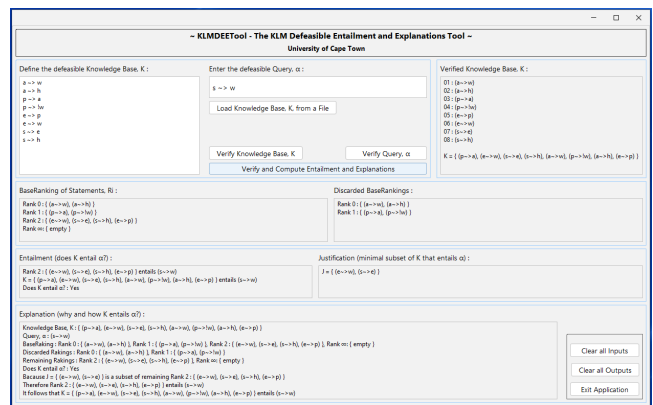 ~ KLMDEETool - The KLM Defeasible Entailment and Explanations Tool ~
University of Cape Town
Define the defeasible Knowledge Base, K :
a ~> w
a ~> h
p ~> a
p ~> !w
e ~> p
e ~> w
s ~> e
s ~> h
Enter the defeasible Query, α :
s ~> w
Load Knowledge Base, K, from a File
Verify Knowledge Base, K
Verify Query, α
Verify and Compute Entailment and Explanations
Verified Knowledge Base, K :
01 : (a~>w)
02 : (a~>h)
03 : (p~>a)
04 : (p~>!w)
05 : (e~>p)
06 : (e~>w)
07 : (s~>e)
08 : (s~>h)
K = { (p~>a), (e~>w), (s~>e), (s~>h), (a~>w), (p~>!w), (a~>h), (e~>p) }
BaseRanking of Statements, Ri :
Rank 0 : { (a~>w), (a~>h) }
Rank 1 : { (p~>a), (p~>!w) }
Rank 2 : { (e~>w), (s~>e), (s~>h), (e~>p) }
Rank ∞: { empty }
Discarded BaseRankings :
Rank 0 : { (a~>w), (a~>h) }
Rank 1 : { (p~>a), (p~>!w) }
Entailment (does K entail α?) :
Rank 2 : { (e~>w), (s~>e), (s~>h), (e~>p) } entails (s~>w)
K = { (p~>a), (e~>w), (s~>e), (s~>h), (a~>w), (p~>!w), (a~>h), (e~>p) } entails (s~>w)
Does K entail α? : Yes
Justification (minimal subset of K that entails α) :
J = { (e~>w), (s~>e) }
Explanation (why and how K entails α?) :
Knowledge Base, K : { (p~>a), (e~>w), (s~>e), (s~>h), (a~>w), (p~>!w), (a~>h), (e~>p) }
Query, α : (s~>w)
BaseRaking : Rank 0 : { (a~>w), (a~>h) }, Rank 1 : { (p~>a), (p~>!w) }, Rank 2 : { (e~>w), (s~>e), (s~>h), (e~>p) }, Rank ∞: { empty }
Discarded Rakings : Rank 0 : { (a~>w), (a~>h) }, Rank 1 : { (p~>a), (p~>!w) }
Remaining Rakings : Rank 2 : { (e~>w), (s~>e), (s~>h), (e~>p) }, Rank ∞: { empty }
Does K entail α? : Yes
Bacause J = { (e~>w), (s~>e) } is a subset of remaining Rank 2 : { (e~>w), (s~>e), (s~>h), (e~>p) }
Therefore Rank 2 : { (e~>w), (s~>e), (s~>h), (e~>p) } entails (s~>w)
It follows that K = { (p~>a), (e~>w), (s~>e), (s~>h), (a~>w), (p~>!w), (a~>h), (e~>p) } entails (s~>w)
Clear all Inputs
Clear all Outputs
Exit Application